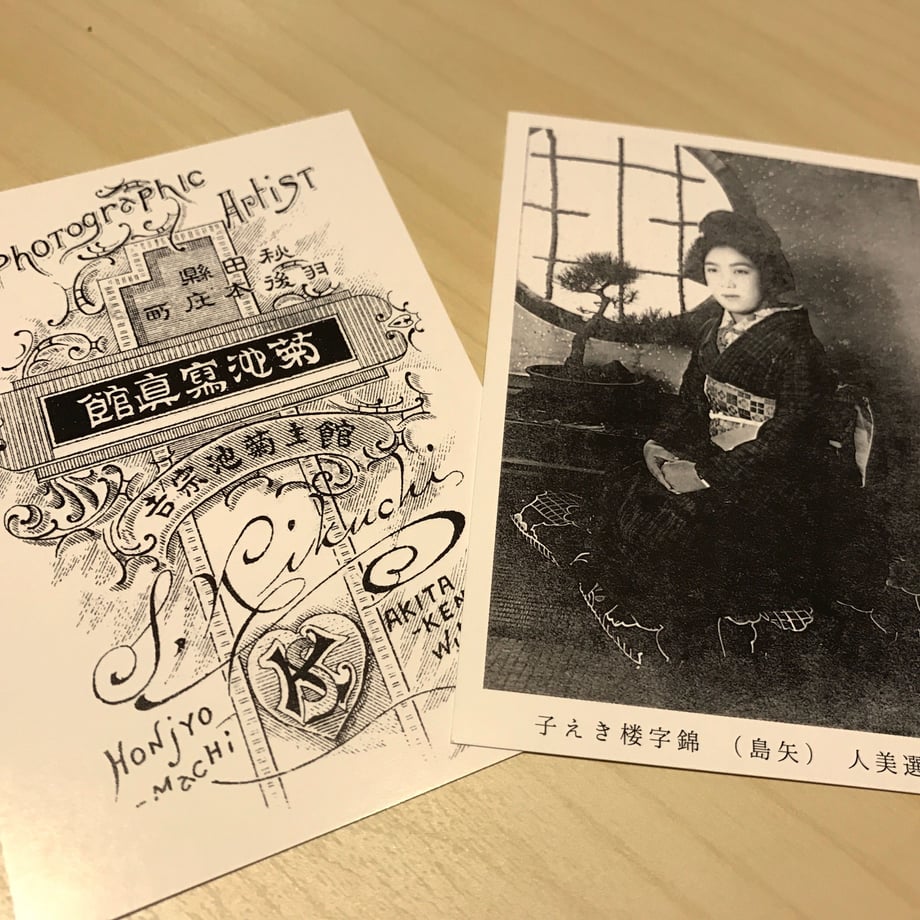 Photographic Artist
秋田縣
羽後本庄町
菊池寫真館
館主菊池宗吉
S. Kikuchi
K
AKITA
-KEN
HONJYO
-MACHI
選美人 （矢島） 錦字楼きえ子